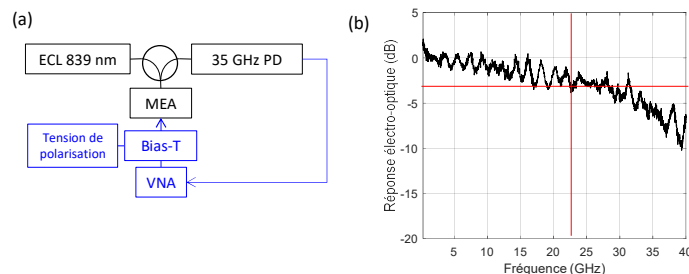 (a)
ECL 839 nm
35 GHz PD
MEA
Tension de
polarisation
Bias-T
VNA
(b)
Réponse électro-optique (dB)
5
0
-5
-10
-15
-20
5 10 15 20 25 30 35 40
Fréquence (GHz)